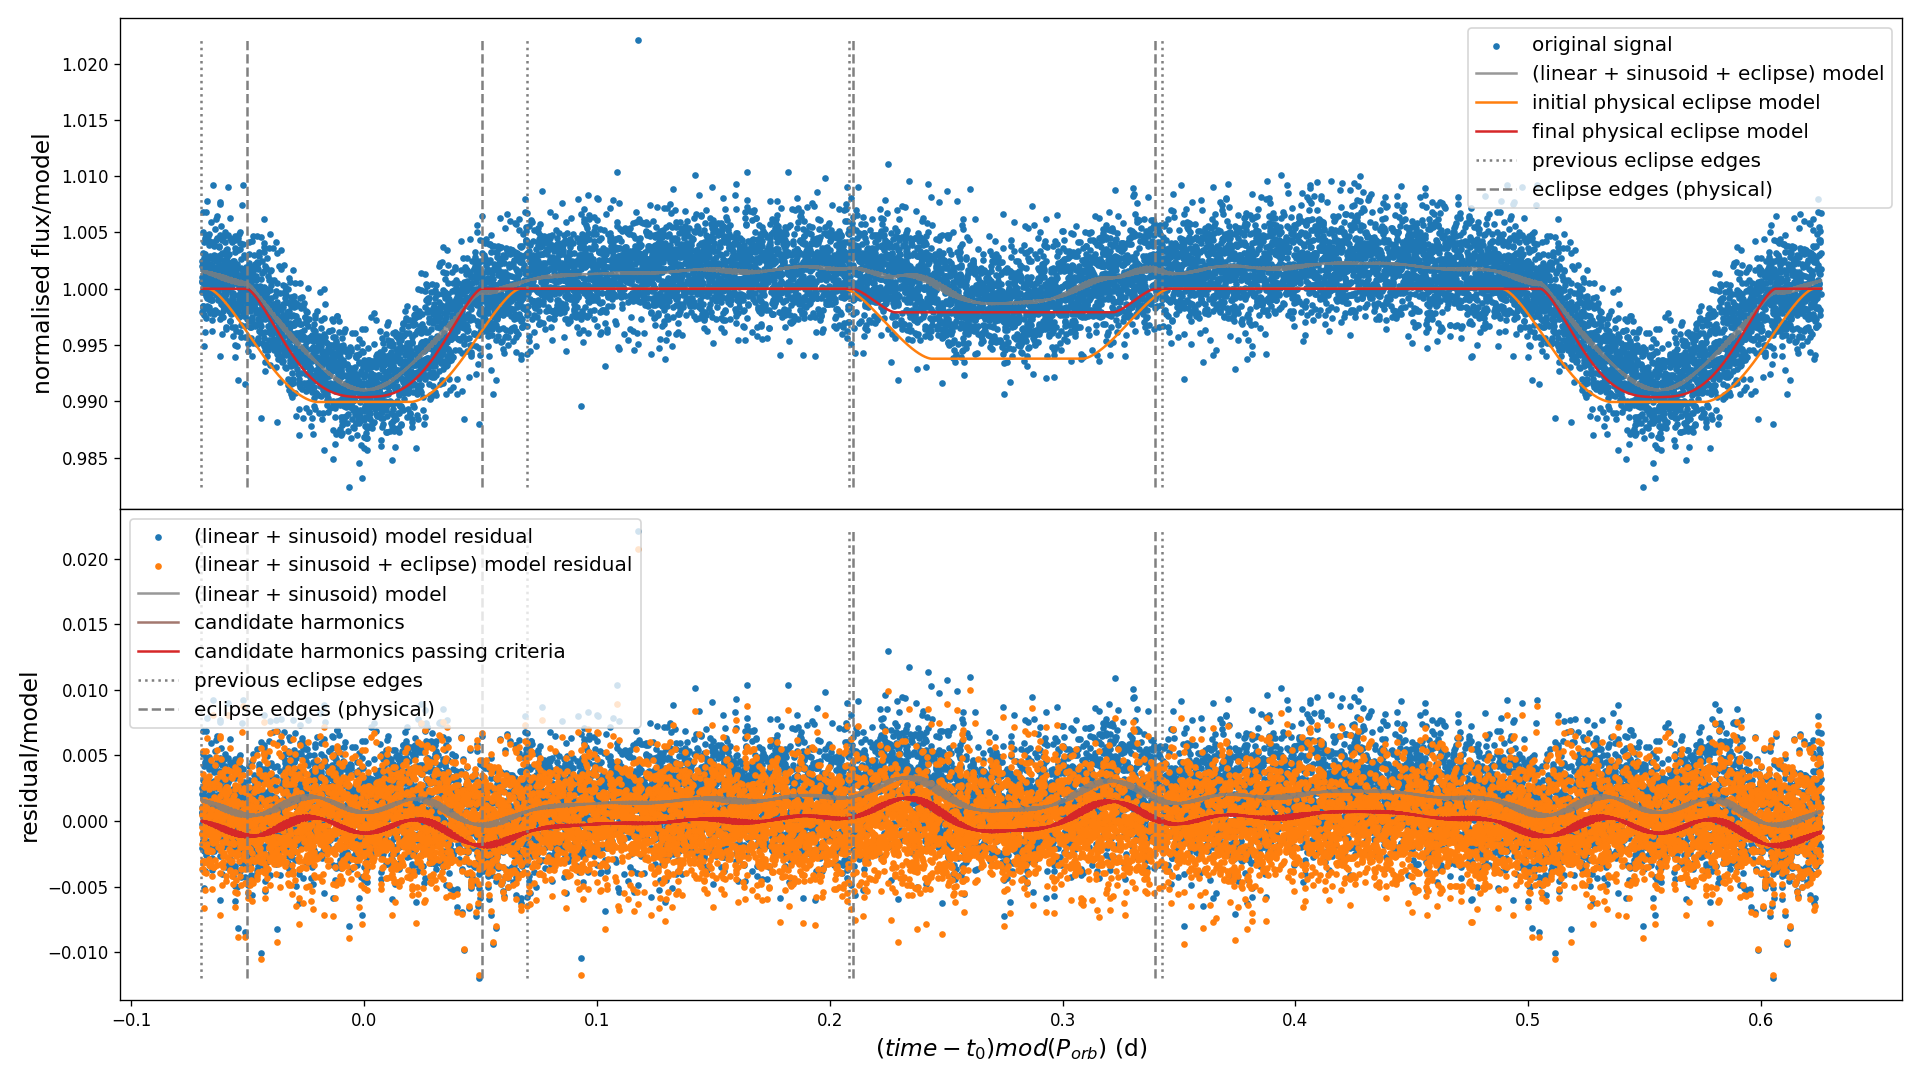 normalised flux/model
1.020
1.015
1.010
1.005
1.000
0.995
0.990
0.985
original signal
(linear + sinusoid + eclipse) model
initial physical eclipse model
final physical eclipse model
previous eclipse edges
eclipse edges (physical)
residual/model
0.020
0.015
0.010
0.005
0.000
−0.005
−0.010
(linear + sinusoid) model residual
(linear + sinusoid + eclipse) model residual
(linear + sinusoid) model
candidate harmonics
candidate harmonics passing criteria
previous eclipse edges
eclipse edges (physical)
−0.1 0.0 0.1 0.2 0.3 0.4 0.5 0.6
(time − t₀)mod(P_orb) (d)